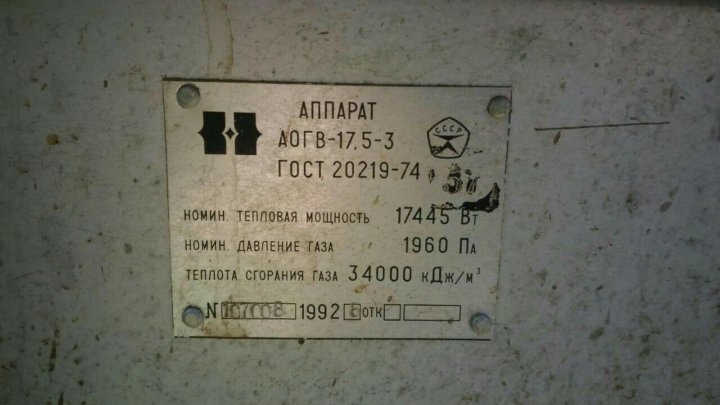 АППАРАТ
АОГВ-17,5-3
СССР
ГОСТ 20219-74
НОМИН. ТЕПЛОВАЯ МОЩНОСТЬ 17445 Вт
НОМИН. ДАВЛЕНИЕ ГАЗА 1960 Па
ТЕПЛОТА СГОРАНИЯ ГАЗА 34000 кДж/м³
N 1992 ОТК